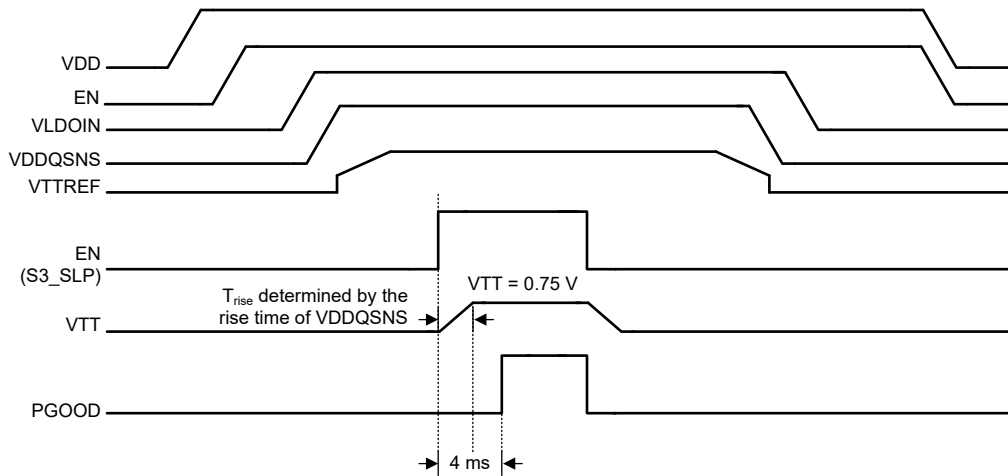 VDD
EN
VLDOIN
VDDQSNS
VTTREF
EN
(S3_SLP)
VTT = 0.75 V
Trise determined by the
rise time of VDDQSNS
VTT
PGOOD
4 ms